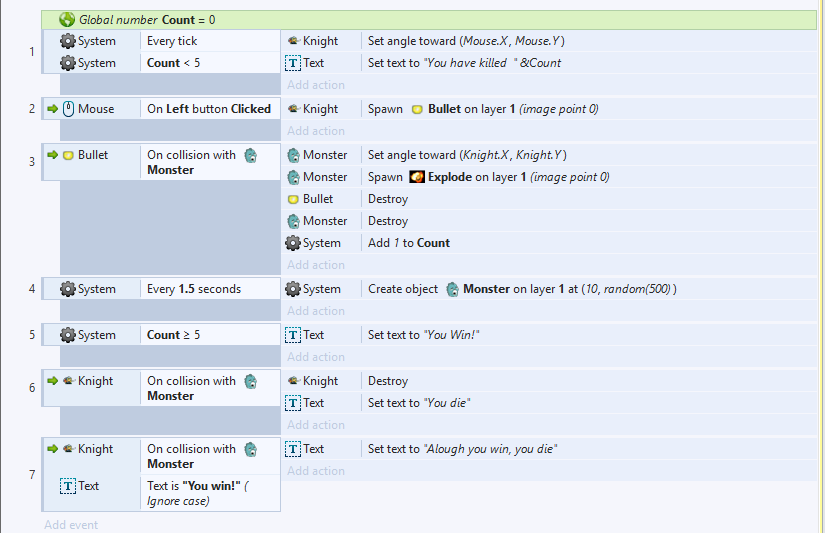 Global number Count = 0
1
System Every tick Knight Set angle toward (Mouse.X, Mouse.Y)
System Count < 5 T Text Set text to "You have killed " &Count
Add action
2 Mouse On Left button Clicked Knight Spawn Bullet on layer 1 (image point 0)
Add action
3 Bullet On collision with Monster Monster Set angle toward (Knight.X, Knight.Y)
Monster Spawn Explode on layer 1 (image point 0)
Bullet Destroy
Monster Destroy
System Add 1 to Count
Add action
4 System Every 1.5 seconds System Create object Monster on layer 1 at (10, random(500))
Add action
5 System Count ≥ 5 T Text Set text to "You Win!"
Add action
6 Knight On collision with Monster Knight Destroy
T Text Set text to "You die"
Add action
7
Knight On collision with Monster T Text Set text to "Alough you win, you die"
Add action
T Text Text is "You win!" (
Ignore case)
Add event